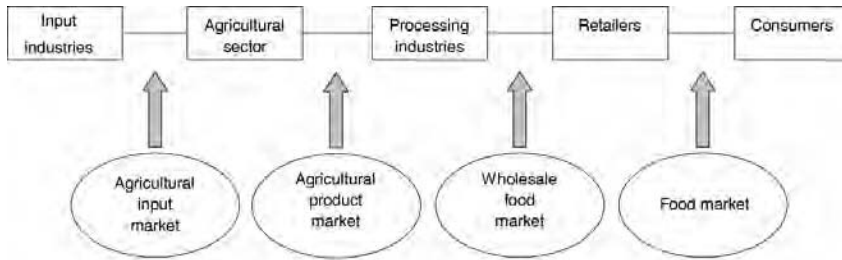 Input
industries
Agricultural
sector
Processing
industries
Retailers
Consumers
Agricultural
input
market
Agricultural
product
market
Wholesale
food
market
Food market